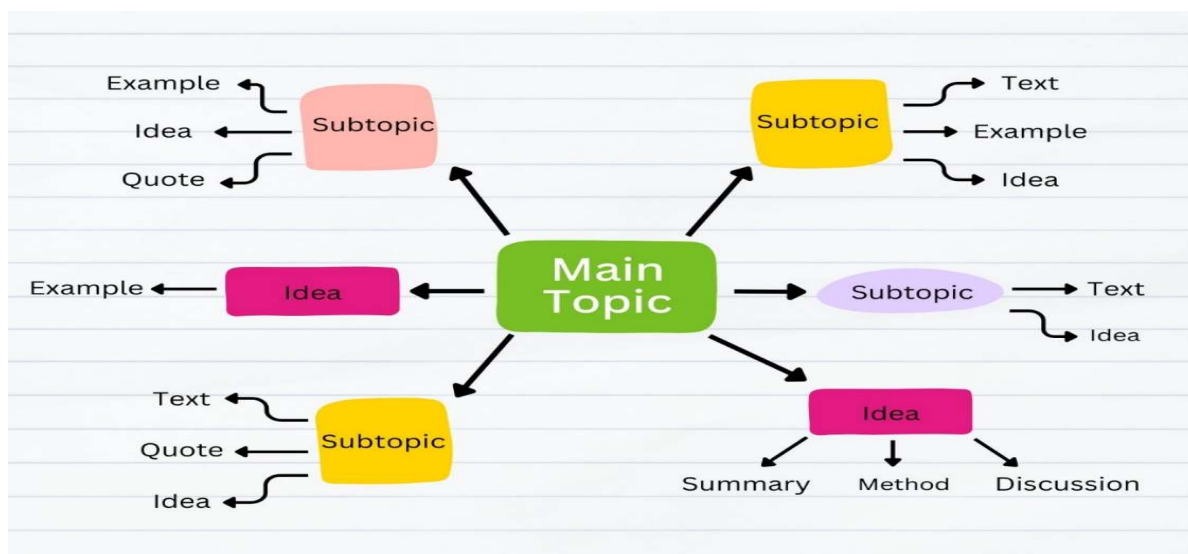 Example
Idea
Quote
Subtopic
Subtopic
Text
Example
Idea
Main
Topic
Example
Idea
Subtopic
Text
Idea
Text
Quote
Idea
Subtopic
Idea
Summary
Method
Discussion